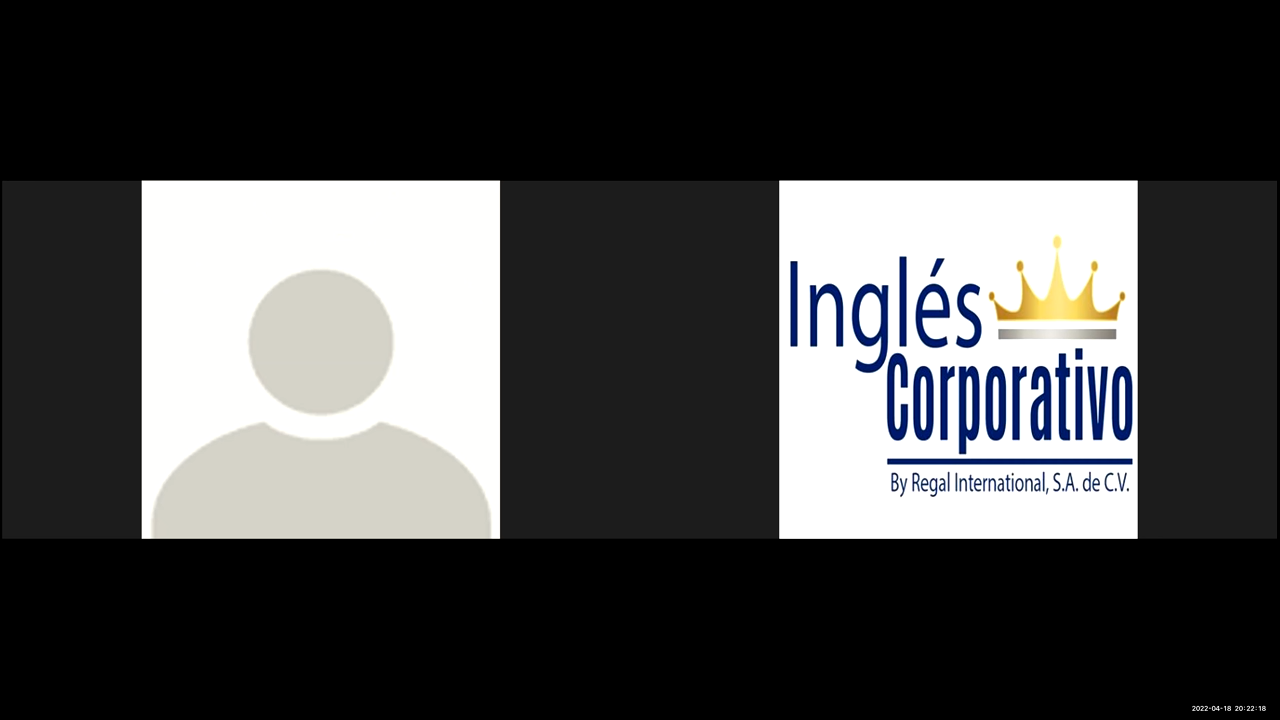 Inglés
Corporativo
By Regal International, S.A. de C.V.
2022-04-18 20:22:18